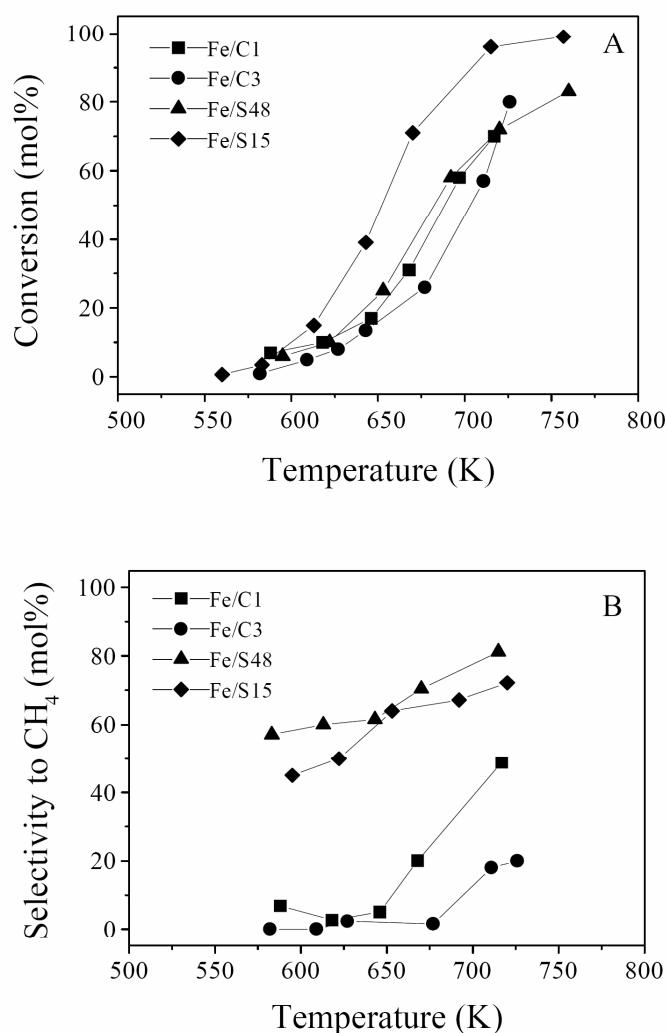 A
Fe/C1
Fe/C3
Fe/S48
Fe/S15
100
80
60
40
20
0
Conversion (mol%)
500 550 600 650 700 750 800
Temperature (K)
B
Fe/C1
Fe/C3
Fe/S48
Fe/S15
100
80
60
40
20
0
Selectivity to CH4 (mol%)
500 550 600 650 700 750 800
Temperature (K)